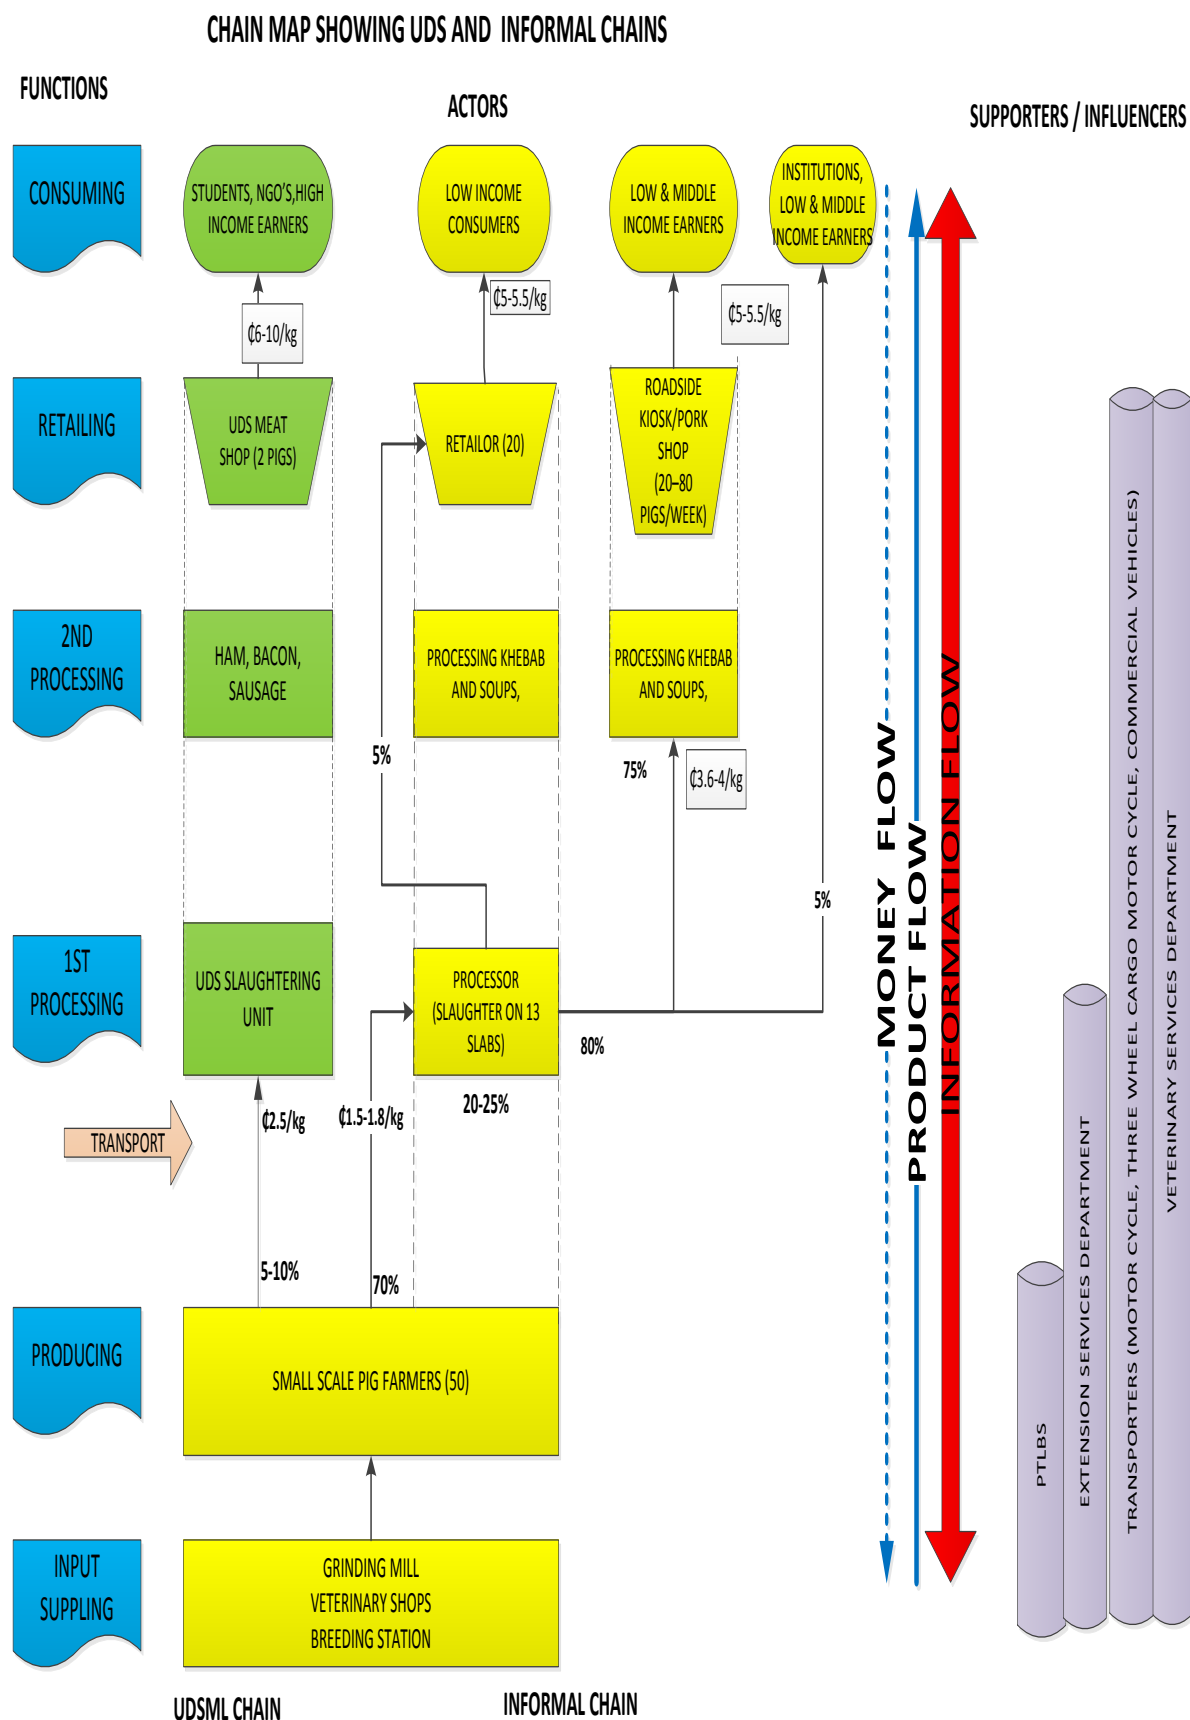 CHAIN MAP SHOWING UDS AND  INFORMAL CHAINS
FUNCTIONS
ACTORS
SUPPORTERS / INFLUENCERS
CONSUMING
STUDENTS, NGO'S,HIGH
INCOME EARNERS
LOW INCOME
CONSUMERS
LOW & MIDDLE
INCOME EARNERS
INSTITUTIONS,
LOW & MIDDLE
INCOME EARNERS
₵6-10/kg
₵5-5.5/kg
₵5-5.5/kg
RETAILING
UDS MEAT
SHOP (2 PIGS)
RETAILOR (20)
ROADSIDE
KIOSK/PORK
SHOP
(20–80
PIGS/WEEK)
2ND
PROCESSING
HAM, BACON,
SAUSAGE
PROCESSING KHEBAB
AND SOUPS,
PROCESSING KHEBAB
AND SOUPS,
5%
75%
₵3.6-4/kg
5%
1ST
PROCESSING
UDS SLAUGHTERING
UNIT
PROCESSOR
(SLAUGHTER ON 13
SLABS)
80%
20-25%
TRANSPORT
₵2.5/kg
₵1.5-1.8/kg
5-10%
70%
PRODUCING
SMALL SCALE PIG FARMERS (50)
INPUT
SUPPLING
GRINDING MILL
VETERINARY SHOPS
BREEDING STATION
UDSML CHAIN
INFORMAL CHAIN
MONEY  FLOW
PRODUCT FLOW
INFORMATION FLOW
PTLBS
EXTENSION SERVICES DEPARTMENT
TRANSPORTERS (MOTOR CYCLE, THREE WHEEL CARGO MOTOR CYCLE, COMMERCIAL VEHICLES)
VETERINARY SERVICES DEPARTMENT